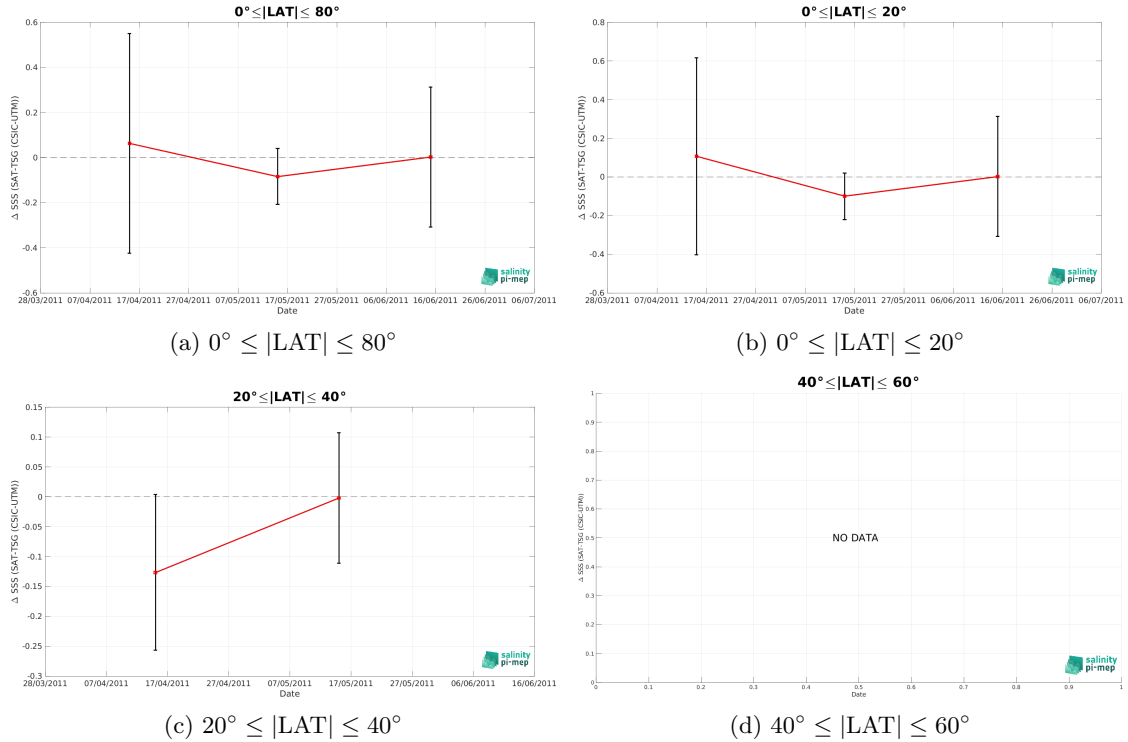 0°≤|LAT|≤ 80°
0.6
0.4
0.2
0
-0.2
-0.4
-0.6
Δ SSS (SAT-TSG (CSIC-UTM))
28/03/2011 07/04/2011 17/04/2011 27/04/2011 07/05/2011 17/05/2011 27/05/2011 06/06/2011 16/06/2011 26/06/2011 06/07/2011
Date
salinity
pi-mep
(a) 0° ≤ |LAT| ≤ 80°
0°≤|LAT|≤ 20°
0.8
0.6
0.4
0.2
0
-0.2
-0.4
-0.6
Δ SSS (SAT-TSG (CSIC-UTM))
28/03/2011 07/04/2011 17/04/2011 27/04/2011 07/05/2011 17/05/2011 27/05/2011 06/06/2011 16/06/2011 26/06/2011 06/07/2011
Date
salinity
pi-mep
(b) 0° ≤ |LAT| ≤ 20°
20°≤|LAT|≤ 40°
0.15
0.1
0.05
0
-0.05
-0.1
-0.15
-0.2
-0.25
-0.3
Δ SSS (SAT-TSG (CSIC-UTM))
28/03/2011 07/04/2011 17/04/2011 27/04/2011 07/05/2011 17/05/2011 27/05/2011 06/06/2011 16/06/2011
Date
salinity
pi-mep
(c) 20° ≤ |LAT| ≤ 40°
40°≤|LAT|≤ 60°
1
0.9
0.8
0.7
0.6
0.5
0.4
0.3
0.2
0.1
0
Δ SSS (SAT-TSG (CSIC-UTM))
NO DATA
0 0.1 0.2 0.3 0.4 0.5 0.6 0.7 0.8 0.9 1
Date
salinity
pi-mep
(d) 40° ≤ |LAT| ≤ 60°